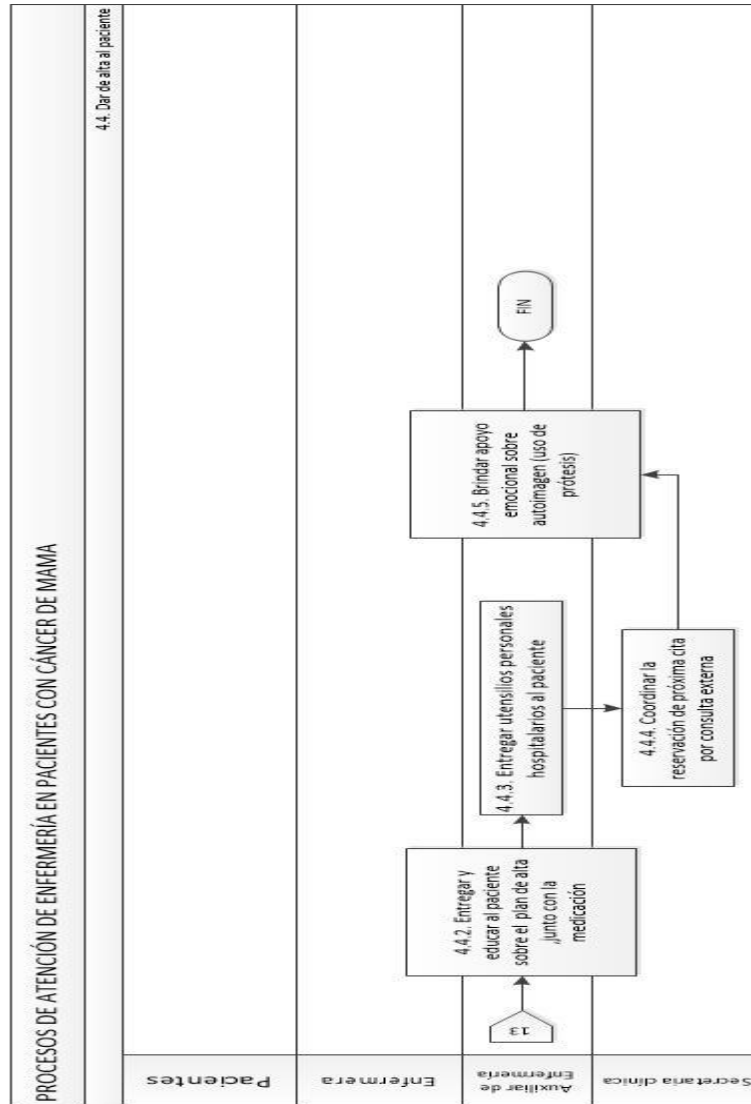 PROCESOS DE ATENCIÓN DE ENFERMERÍA EN PACIENTES CON CÁNCER DE MAMA
4.4. Dar de alta al paciente
Pacientes
Enfermera
Auxiliar de
Enfermería
Secretaria clínica
13
4.4.2. Entregar y
educar al paciente
sobre el plan de alta
,junto con la
medicación
4.4.3. Entregar utensilios personales
hospitalarios al paciente
4.4.4. Coordinar la
reservación de próxima cita
por consulta externa
4.4.5. Brindar apoyo
emocional sobre
autoimagen (uso de
prótesis)
FIN